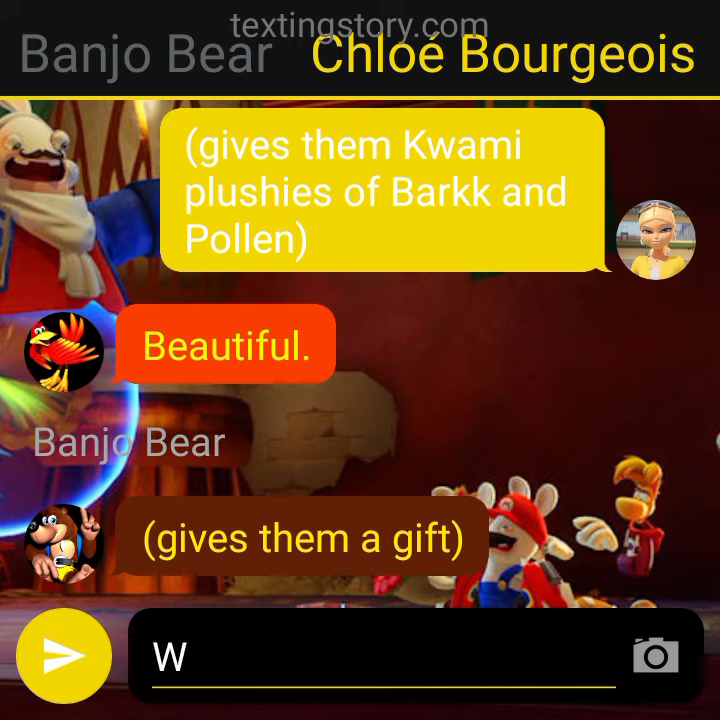 textingstory.com
Banjo Bear Chloé Bourgeois
(gives them Kwami
plushies of Barkk and
Pollen)
Beautiful.
Banjo Bear
(gives them a gift)
W